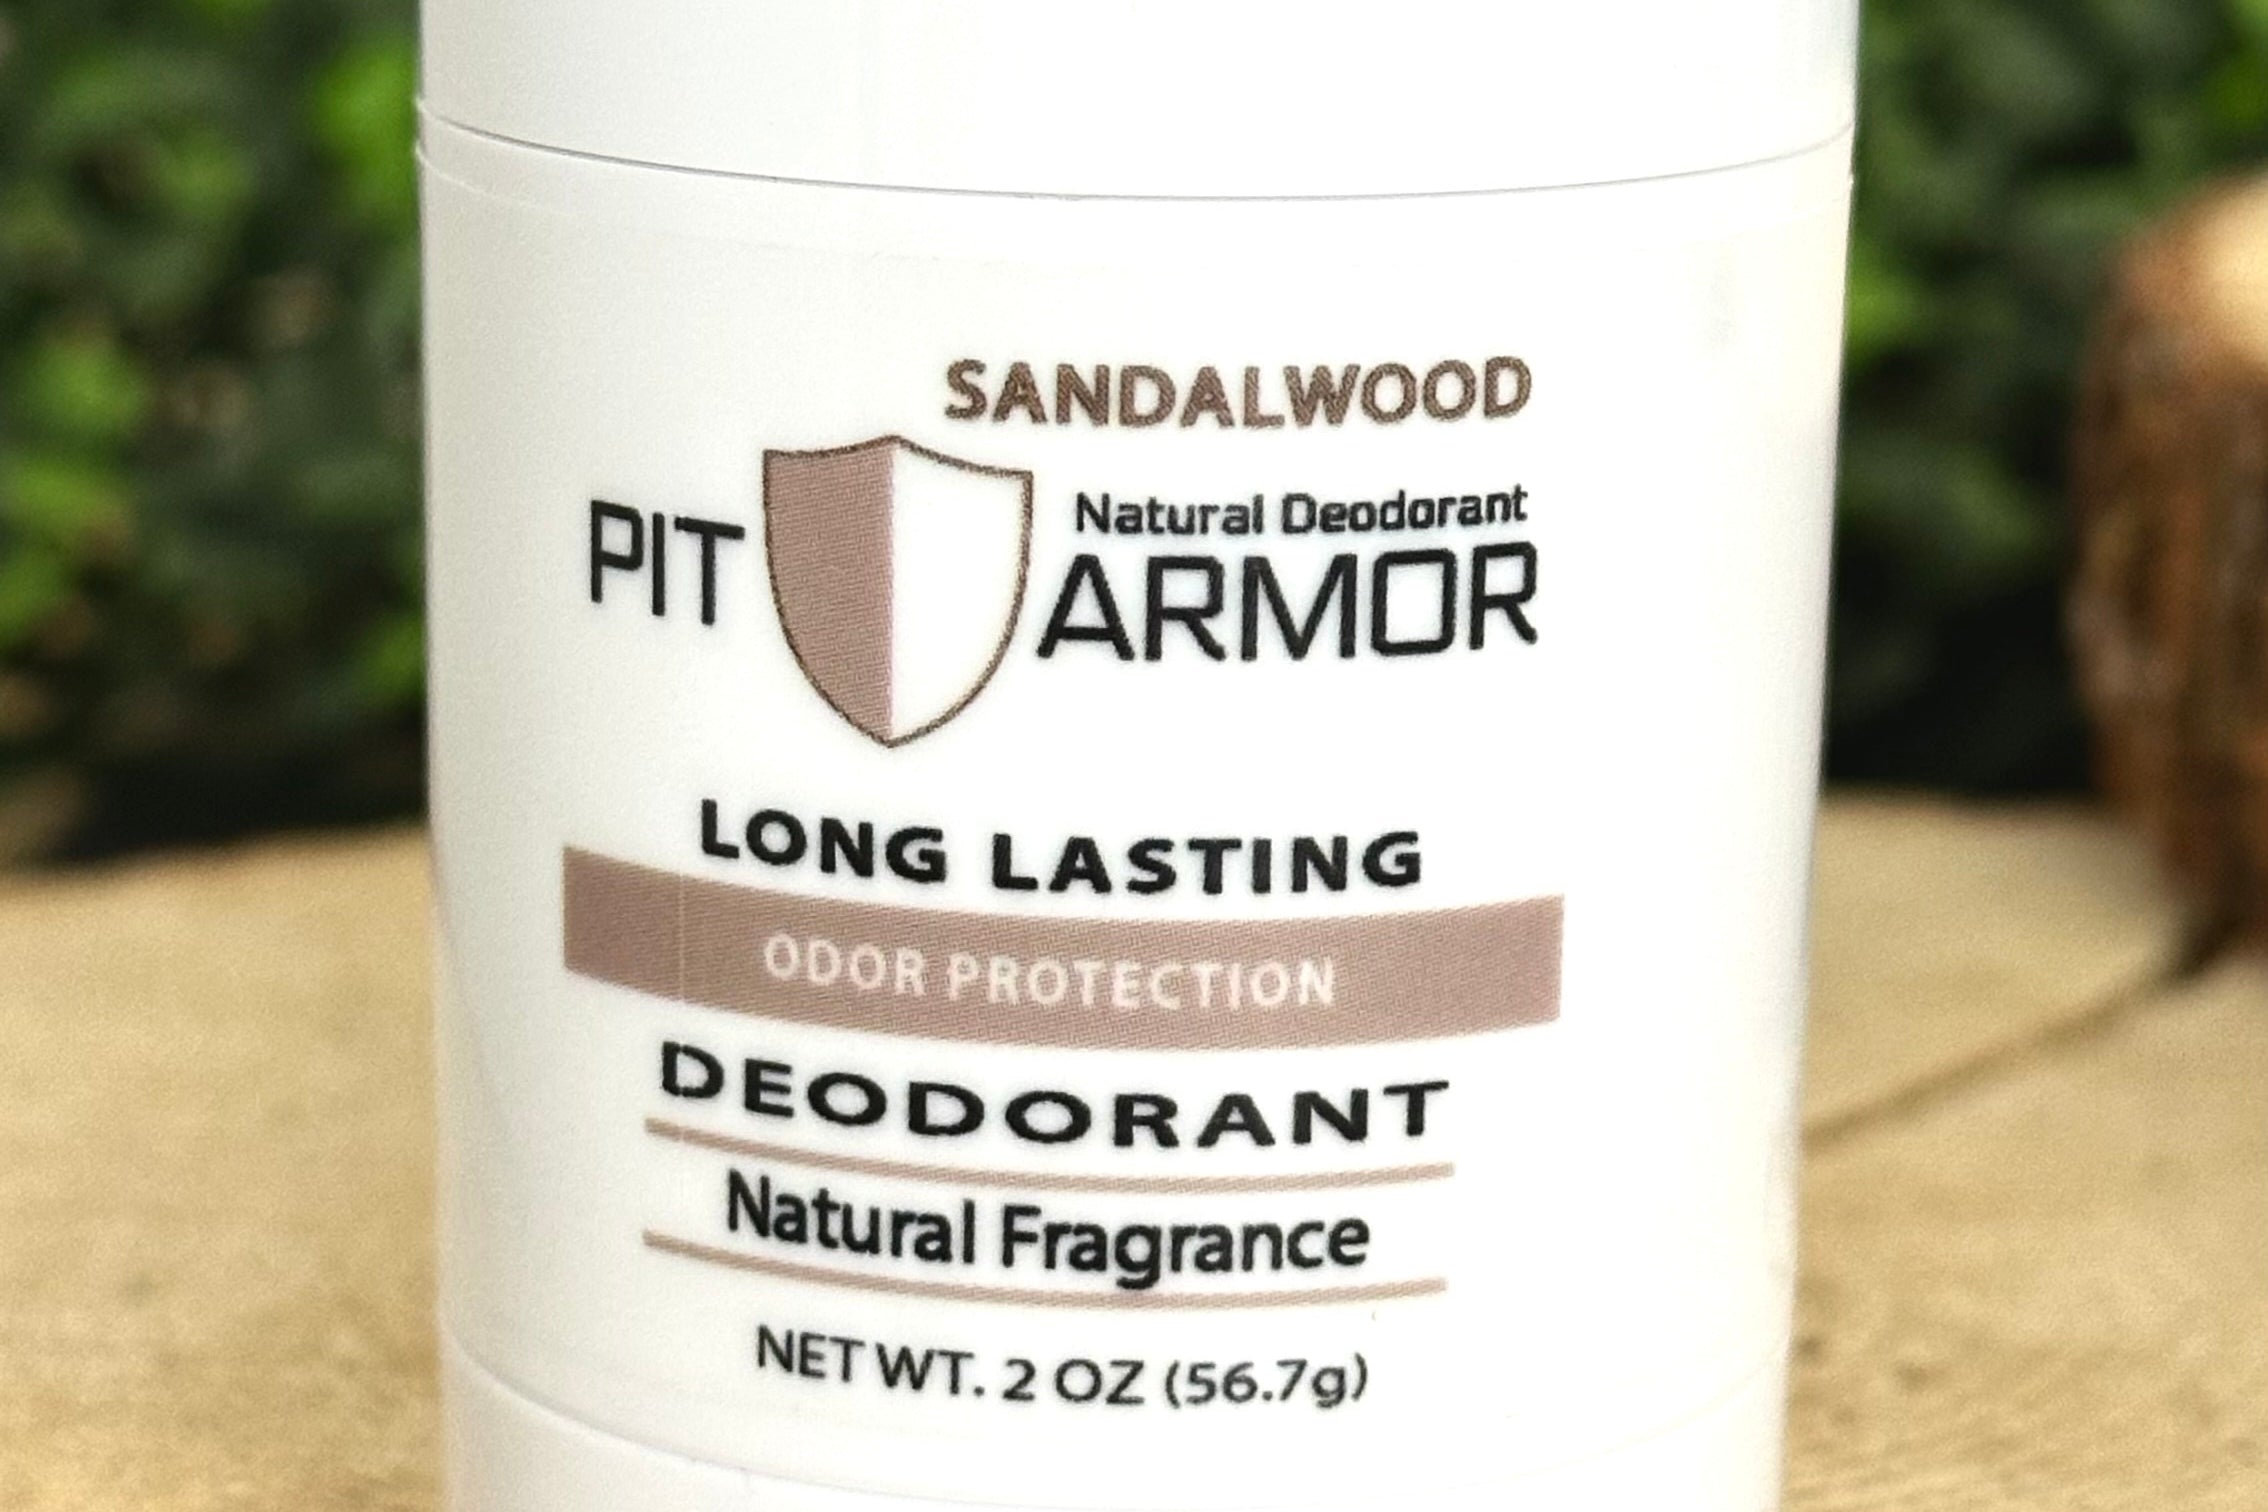 SANDALWOOD
Natural Deodorant
PIT ARMOR
LONG LASTING
ODOR PROTECTION
DEODORANT
Natural Fragrance
NET WT. 2 OZ (56.7g)